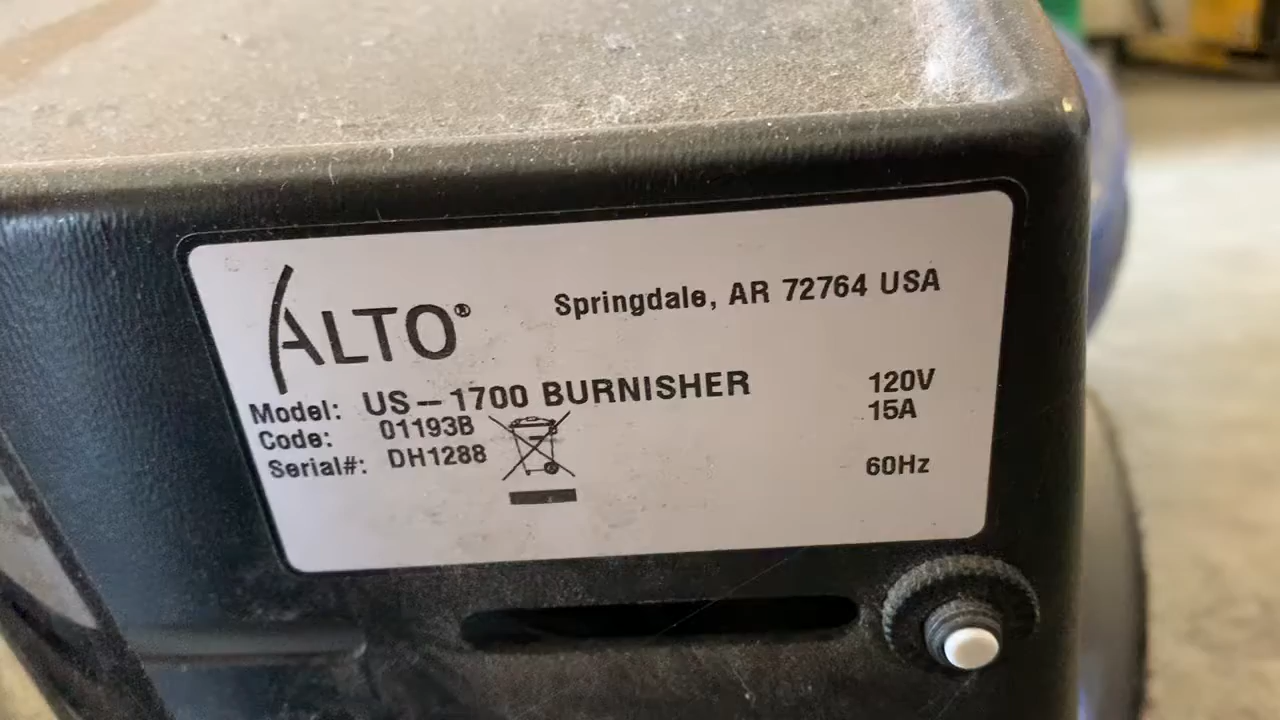 ALTO®
Springdale, AR 72764 USA
Model: US-1700 BURNISHER 120V
Code: 01193B 15A
Serial#: DH1288 60Hz